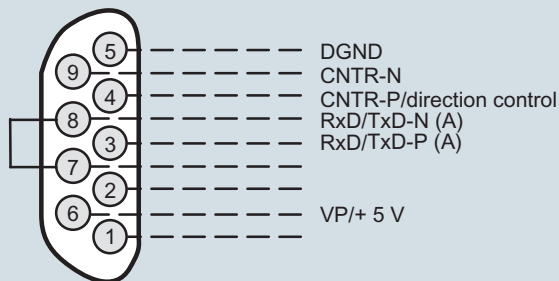 5 DGND
9 CNTR-N
4 CNTR-P/direction control
8 RxD/TxD-N (A)
3 RxD/TxD-P (A)
7
2
6 VP/+ 5 V
1